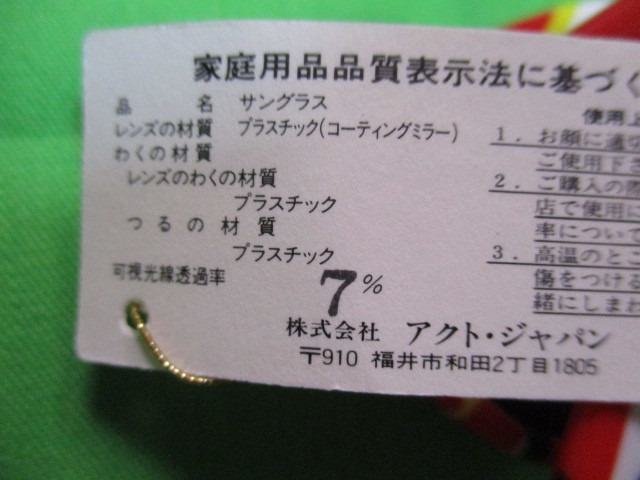 家庭用品品質表示法に基づく
品 名 サングラス
レンズの材質 プラスチック(コーティングミラー)
わくの材質
レンズのわくの材質
プラスチック
つるの材質
プラスチック
可視光線透過率
7%
株式会社 アクト・ジャパン
〒910 福井市和田2丁目1805
使用上
1. お顔に適
ご使用下さ
2. ご購入の際
店で使用
率について
3. 高温のとこ
傷をつける
緒にしまわ